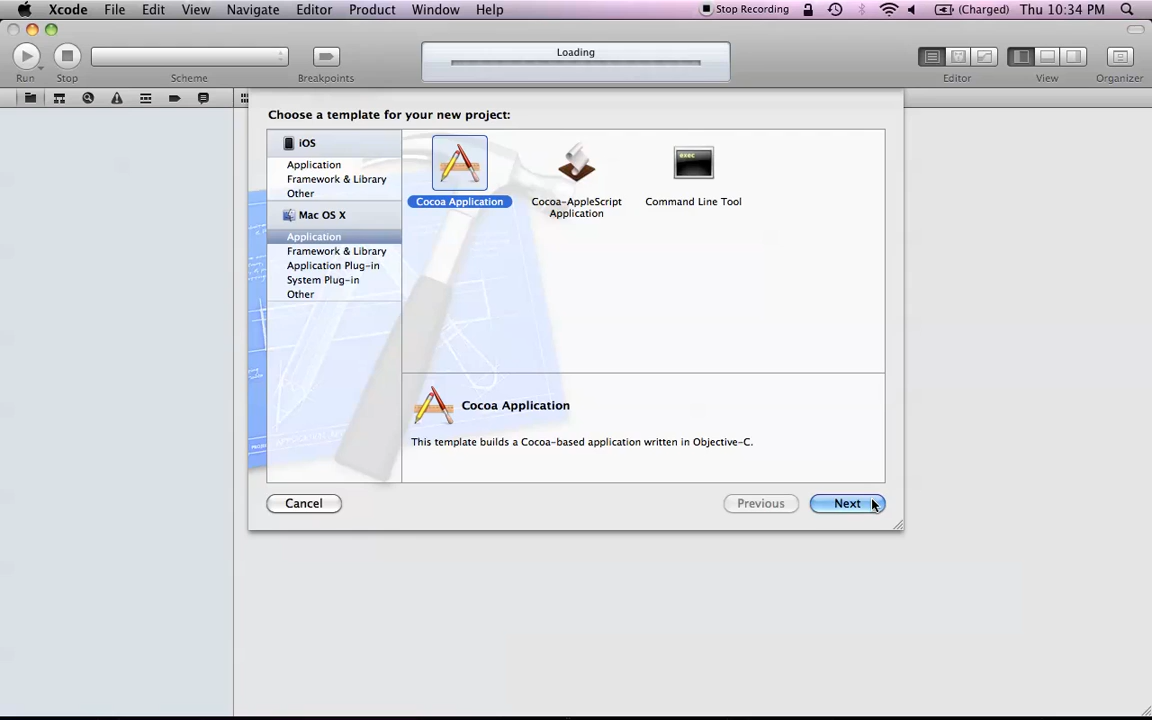 Xcode File Edit View Navigate Editor Product Window Help Stop Recording (Charged) Thu 10:34 PM
Loading
Run Stop Scheme Breakpoints Editor View Organizer
Choose a template for your new project:
iOS
Application
Framework & Library
Other
Mac OS X
Application
Framework & Library
Application Plug-in
System Plug-in
Other
Cocoa Application
Cocoa-AppleScript
Application
exec
Command Line Tool
Cocoa Application
This template builds a Cocoa-based application written in Objective-C.
Cancel Previous Next